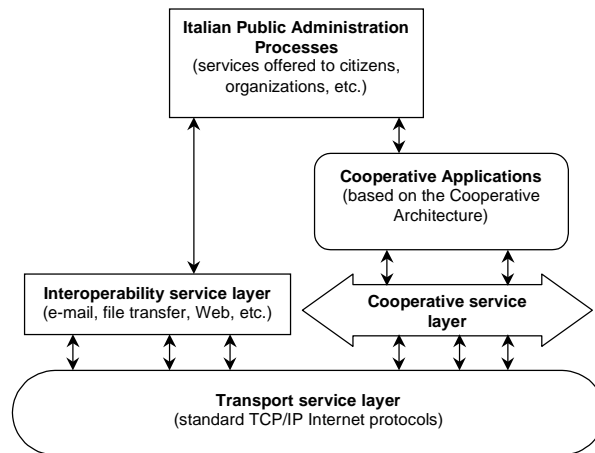 Italian Public Administration
Processes
(services offered to citizens,
organizations, etc.)
Cooperative Applications
(based on the Cooperative
Architecture)
Interoperability service layer
(e-mail, file transfer, Web, etc.)
Cooperative service
layer
Transport service layer
(standard TCP/IP Internet protocols)